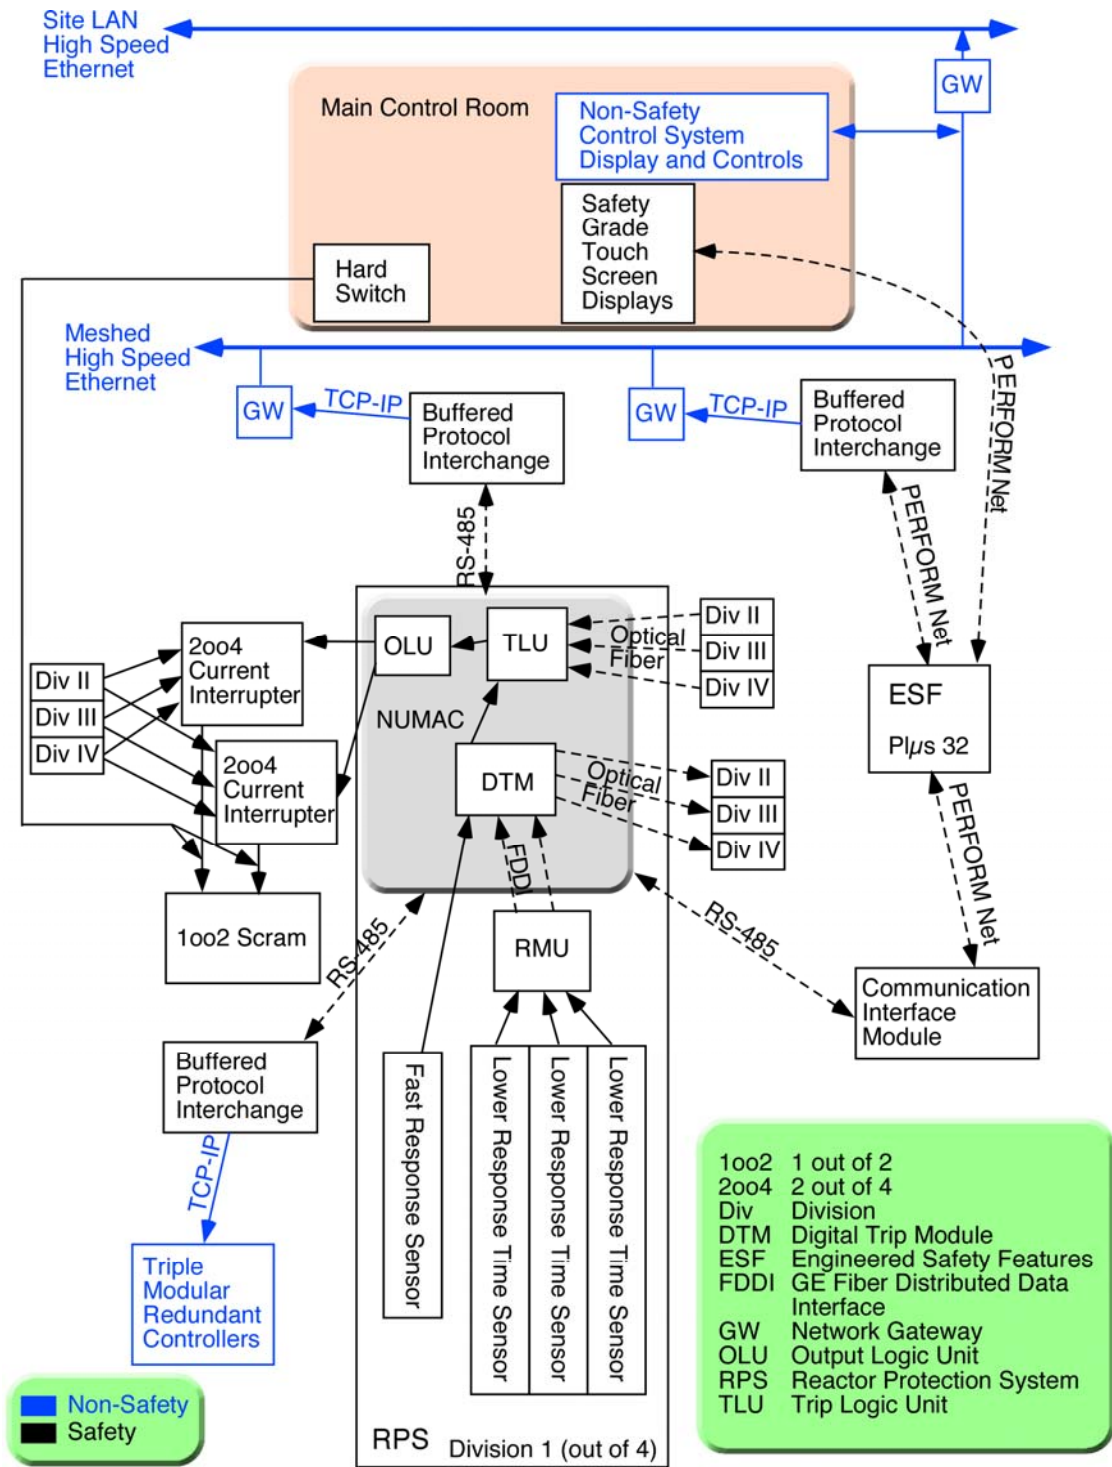 Site LAN
High Speed
Ethernet
GW
Main Control Room
Non-Safety
Control System
Display and Controls
Safety
Grade
Touch
Screen
Displays
Hard
Switch
Meshed
High Speed
Ethernet
GW
TCP-IP
Buffered
Protocol
Interchange
GW
TCP-IP
Buffered
Protocol
Interchange
PERFORM Net
PERFORM Net
RS-485
OLU
TLU
Optical
Fiber
Div II
Div III
Div IV
2oo4
Current
Interrupter
Div II
Div III
Div IV
NUMAC
ESF
Plµs 32
2oo4
Current
Interrupter
DTM
Optical
Fiber
Div II
Div III
Div IV
PERFORM Net
FDDI
1oo2 Scram
RS-485
RMU
RS-485
Communication
Interface
Module
Buffered
Protocol
Interchange
TCP-IP
Triple
Modular
Redundant
Controllers
Fast Response Sensor
Lower Response Time Sensor
Lower Response Time Sensor
Lower Response Time Sensor
RPS
Division 1 (out of 4)
Non-Safety
Safety
1oo2 1 out of 2
2oo4 2 out of 4
Div Division
DTM Digital Trip Module
ESF Engineered Safety Features
FDDI GE Fiber Distributed Data
Interface
GW Network Gateway
OLU Output Logic Unit
RPS Reactor Protection System
TLU Trip Logic Unit